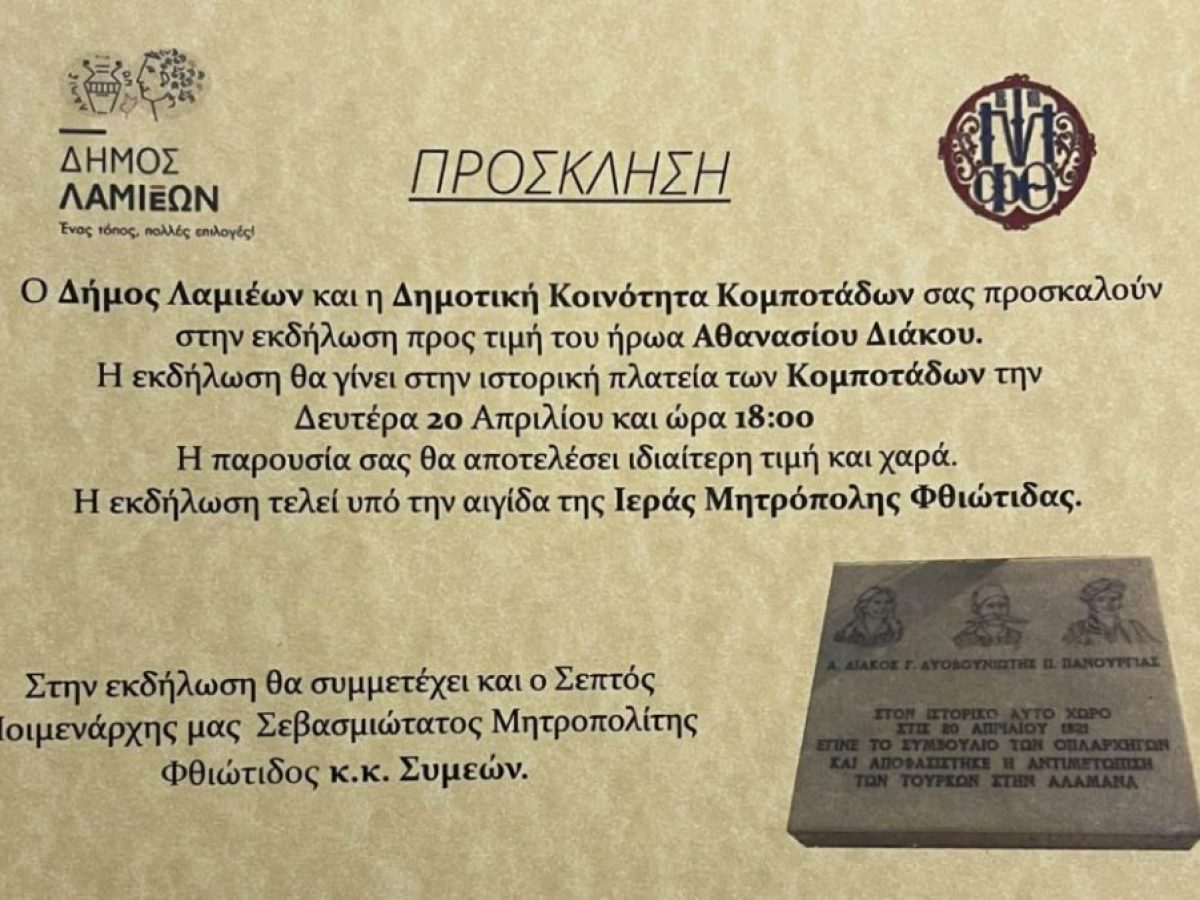 ΔΗΜΟΣ
ΛΑΜΙΕΩΝ
Ένας τόπος, πολλές επιλογές!
ΠΡΟΣΚΛΗΣΗ
Ο Δήμος Λαμιέων και η Δημοτική Κοινότητα Κομποτάδων σας προσκαλούν
στην εκδήλωση προς τιμή του ήρωα Αθανασίου Διάκου.
Η εκδήλωση θα γίνει στην ιστορική πλατεία των Κομποτάδων την
Δευτέρα 20 Απριλίου και ώρα 18:00
Η παρουσία σας θα αποτελέσει ιδιαίτερη τιμή και χαρά.
Η εκδήλωση τελεί υπό την αιγίδα της Ιεράς Μητρόπολης Φθιώτιδας.
Στην εκδήλωση θα συμμετέχει και ο Σεπτός
οιμενάρχης μας Σεβασμιώτατος Μητροπολίτης
Φθιώτιδος κ.κ. Συμεών.
Α. ΔΙΑΚΟΣ Γ. ΔΥΟΒΟΥΝΙΩΤΗΣ Π. ΠΑΝΟΥΡΓΙΑΣ
ΣΤΟΝ ΙΣΤΟΡΙΚΟ ΑΥΤΟ ΧΩΡΟ
ΣΤΙΣ 20 ΑΠΡΙΛΙΟΥ 1821
ΕΓΙΝΕ ΤΟ ΣΥΜΒΟΥΛΙΟ ΤΩΝ ΟΠΛΑΡΧΗΓΩΝ
ΚΑΙ ΑΠΟΦΑΣΙΣΤΗΚΕ Η ΑΝΤΙΜΕΤΩΠΙΣΗ
ΤΩΝ ΤΟΥΡΚΩΝ ΣΤΗΝ ΑΛΑΜΑΝΑ